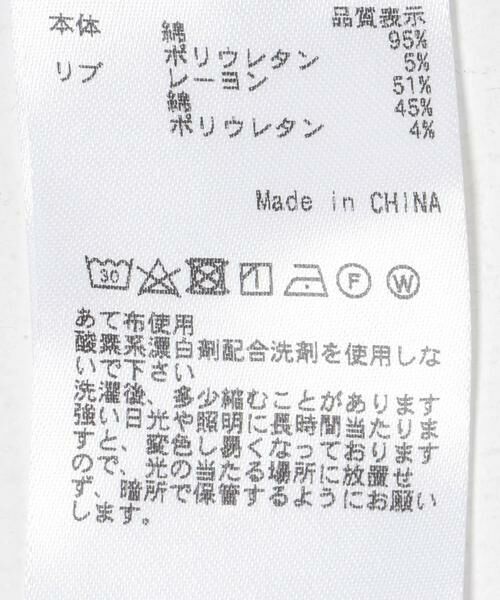 品質表示
本体 綿 95%
ポリウレタン 5%
リブ レーヨン 51%
綿 45%
ポリウレタン 4%
Made in CHINA
30 F W
あて布使用
酸素系漂白剤配合洗剤を使用しな
いで下さい
洗濯後、多少縮むことがあります
強い日光や照明に長時間当たりま
すと、変色し易くなっております
ので、光の当たる場所に放置せ
ず、暗所で保管するようにお願い
します。